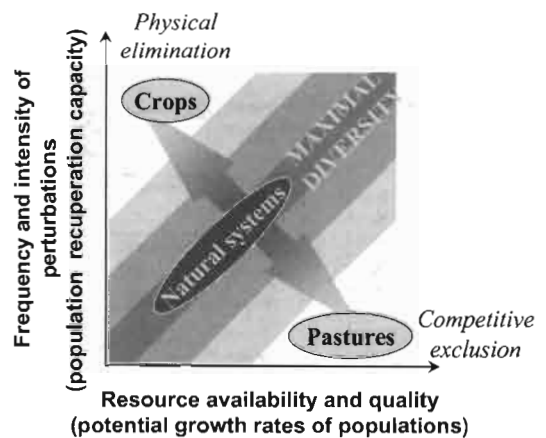 Physical
elimination
Frequency and intensity of
perturbations
(population recuperation capacity)
Crops
MAXIMAL
DIVERSITY
Natural systems
Pastures
Competitive
exclusion
Resource availability and quality
(potential growth rates of populations)